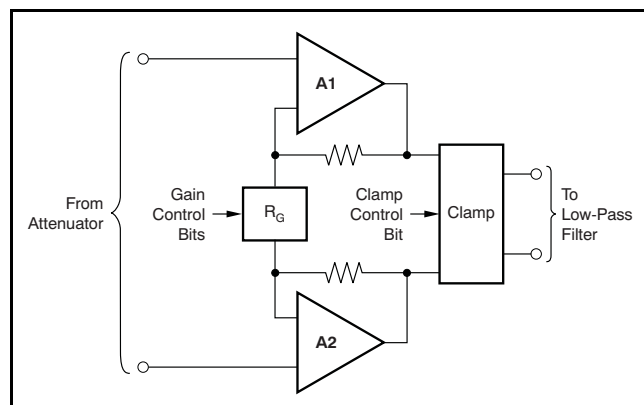 A1
From
Attenuator
Gain
Control
Bits
R_G
Clamp
Control
Bit
Clamp
To
Low-Pass
Filter
A2